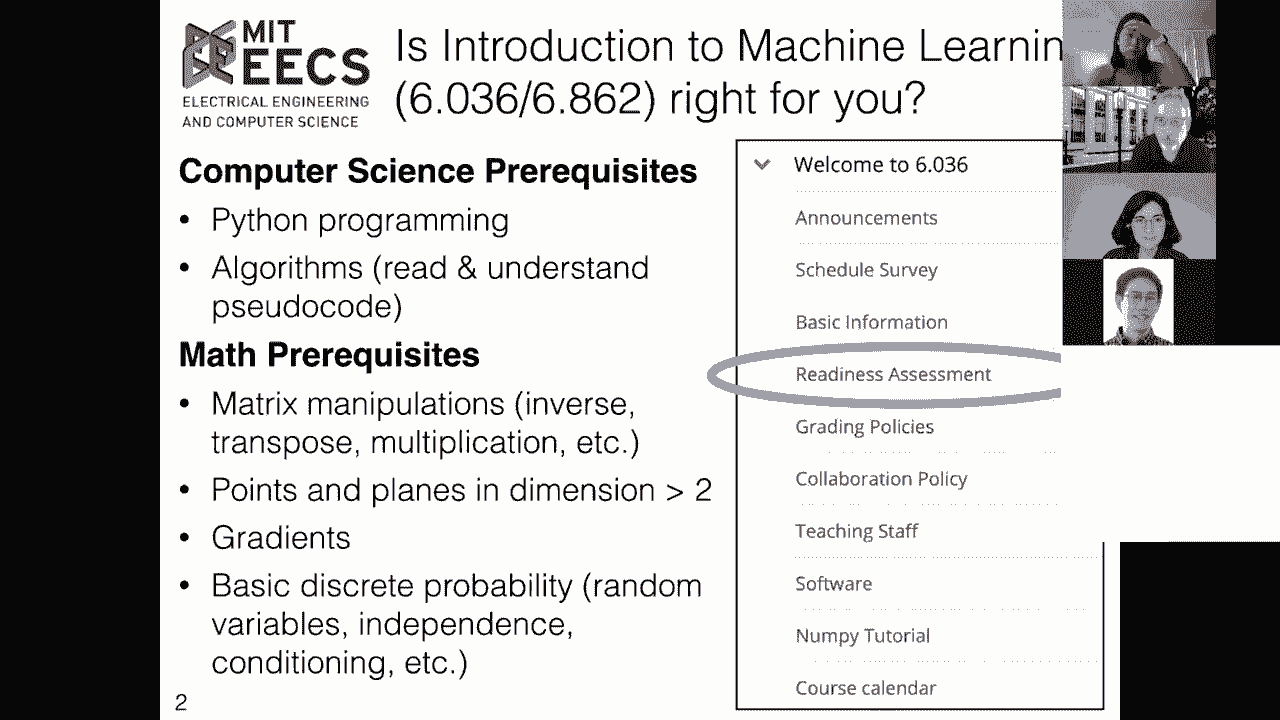 MIT
EECS
ELECTRICAL ENGINEERING
AND COMPUTER SCIENCE
Is Introduction to Machine Learnin
(6.036/6.862) right for you?
Computer Science Prerequisites
• Python programming
• Algorithms (read & understand
pseudocode)
Math Prerequisites
• Matrix manipulations (inverse,
transpose, multiplication, etc.)
• Points and planes in dimension > 2
• Gradients
• Basic discrete probability (random
variables, independence,
conditioning, etc.)
2
Welcome to 6.036
Announcements
Schedule Survey
Basic Information
Readiness Assessment
Grading Policies
Collaboration Policy
Teaching Staff
Software
Numpy Tutorial
Course calendar